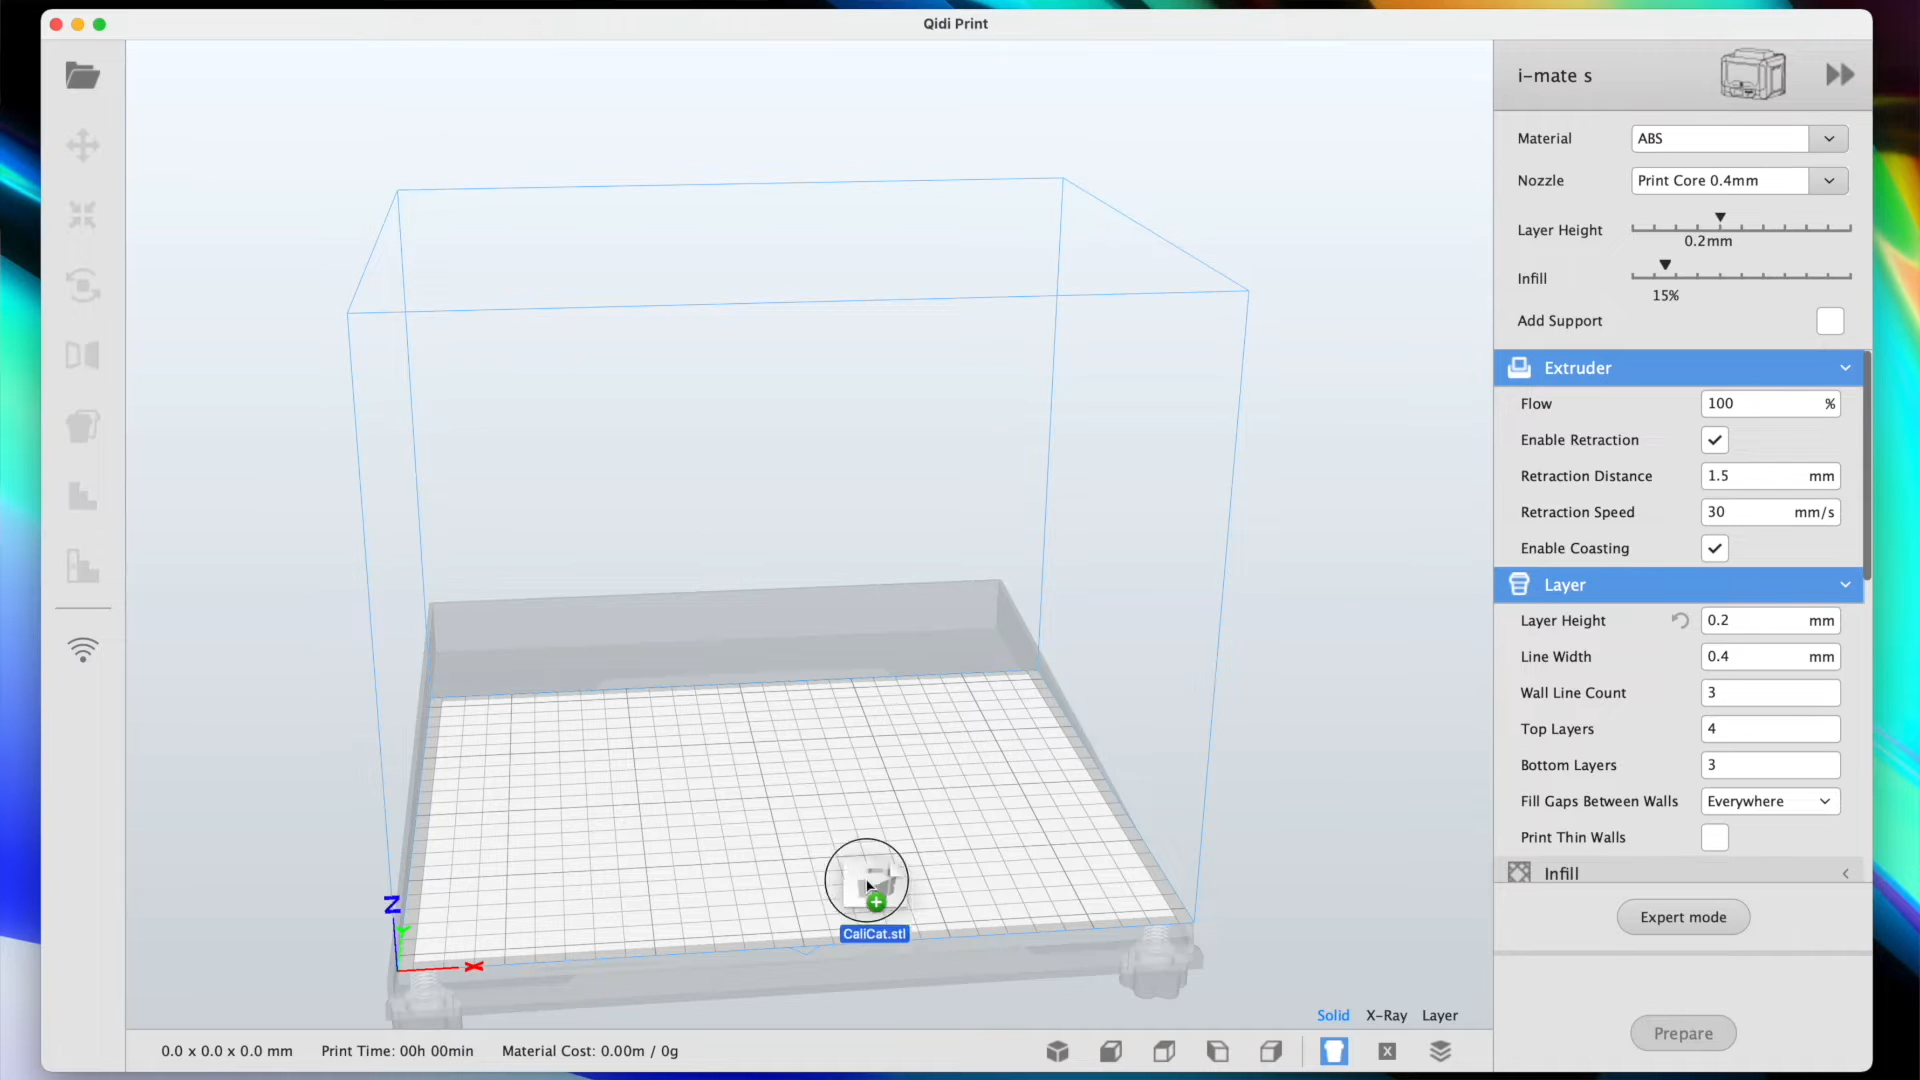 Qidi Print
i-mate s
Material ABS
Nozzle Print Core 0.4mm
Layer Height
0.2mm
Infill
15%
Add Support
Extruder
Flow 100 %
Enable Retraction
Retraction Distance 1.5 mm
Retraction Speed 30 mm/s
Enable Coasting
Layer
Layer Height 0.2 mm
Line Width 0.4 mm
Wall Line Count 3
Top Layers 4
Bottom Layers 3
Fill Gaps Between Walls Everywhere
Print Thin Walls
Infill
Expert mode
Prepare
Z
Y
X
CaliCat.stl
Solid X-Ray Layer
0.0 x 0.0 x 0.0 mm Print Time: 00h 00min Material Cost: 0.00m / 0g
X